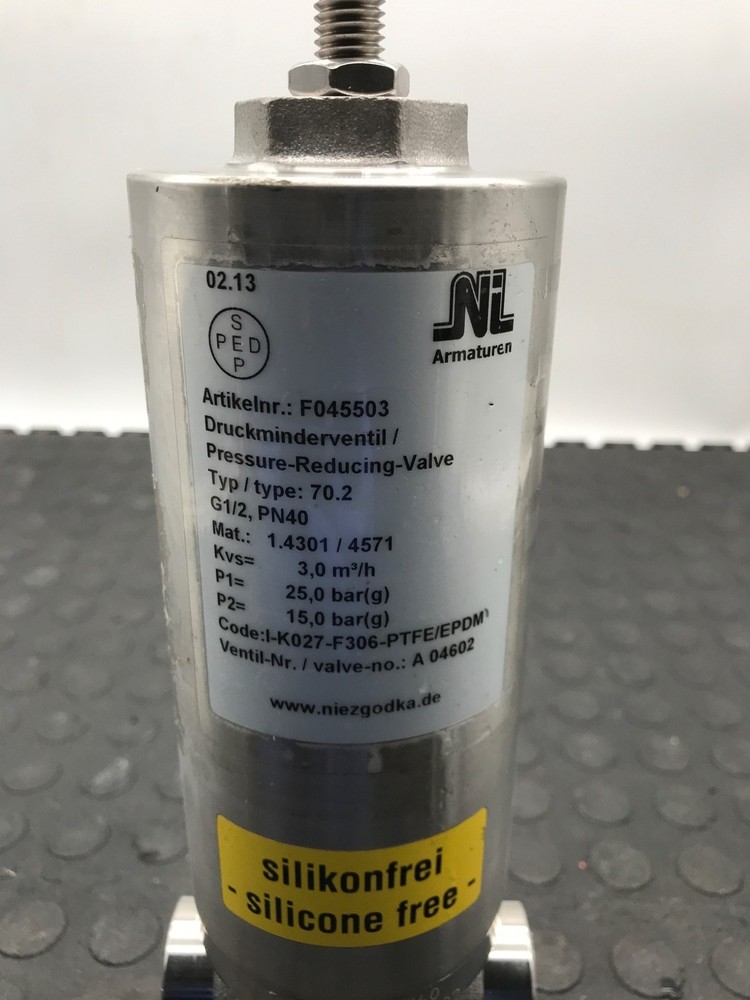 02.13
Ni
Armaturen
S
PED
P
Artikelnr.: F045503
Druckminderventil /
Pressure-Reducing-Valve
Typ / type: 70.2
G1/2, PN40
Mat.: 1.4301 / 4571
Kvs= 3,0 m³/h
P1= 25,0 bar(g)
P2= 15,0 bar(g)
Code:I-K027-F306-PTFE/EPDM
Ventil-Nr. / valve-no.: A 04602
www.niezgodka.de
silikonfrei
- silicone free -